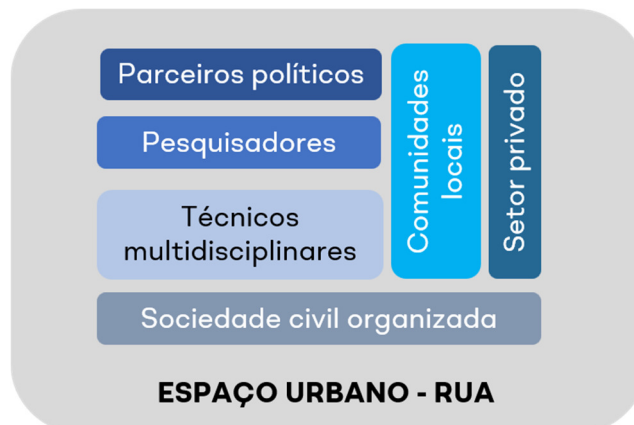 Parceiros políticos
Pesquisadores
Técnicos
multidisciplinares
Comunidades
locais
Setor privado
Sociedade civil organizada
ESPAÇO URBANO - RUA